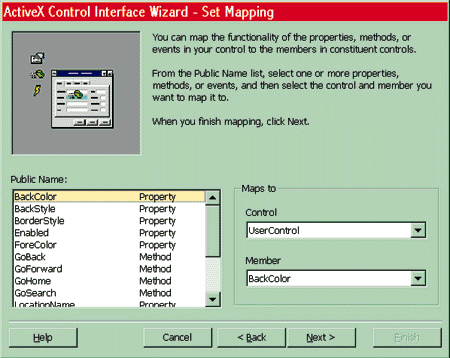 ActiveX Control Interface Wizard - Set Mapping
You can map the functionality of the properties, methods, or
events in your control to the members in constituent controls.
From the Public Name list, select one or more properties,
methods, or events, and then select the control and member you
want to map it to.
When you finish mapping, click Next.
Public Name:
BackColor Property
BackStyle Property
BorderStyle Property
Enabled Property
ForeColor Property
GoBack Method
GoForward Method
GoHome Method
GoSearch Method
LocationName Property
Maps to
Control
UserControl
Member
BackColor
Help Cancel < Back Next > Finish